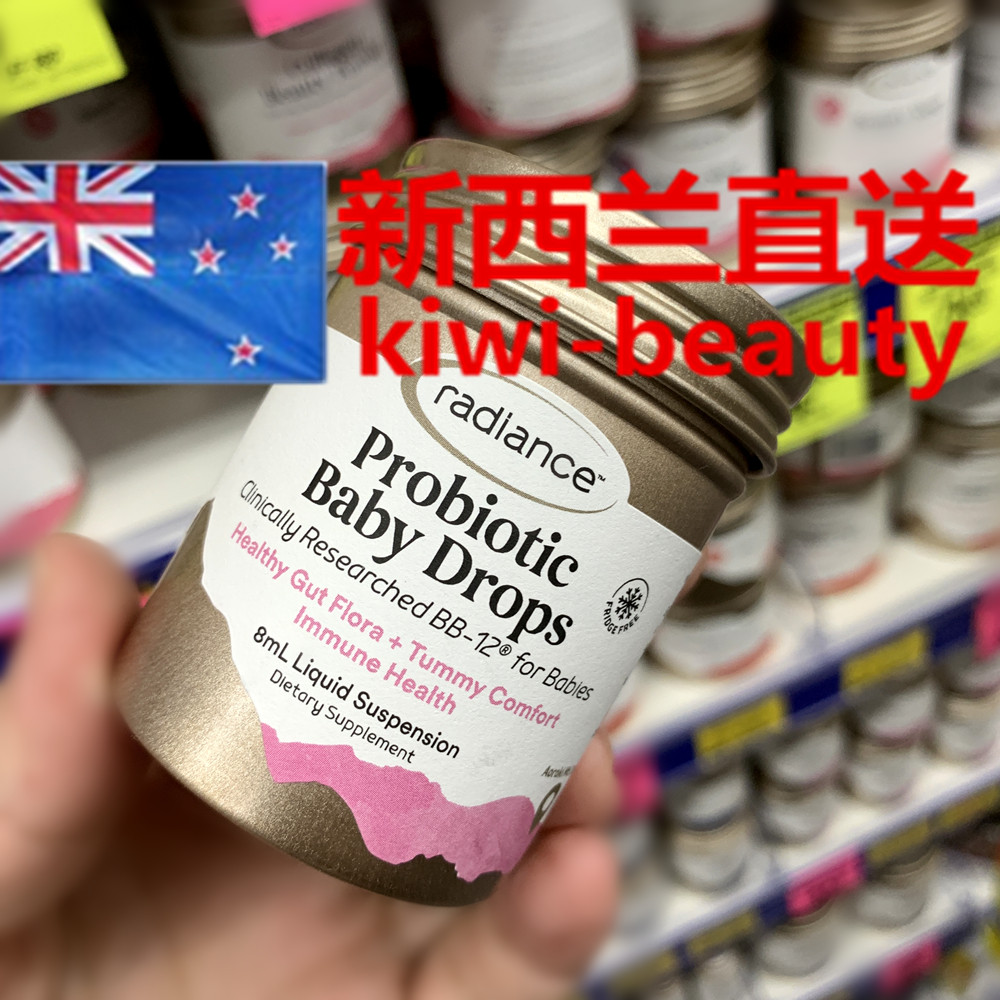 新西兰直送
kiwi-beauty
radiance™
Probiotic
Baby Drops
Clinically Researched BB-12® for Babies
Healthy Gut Flora + Tummy Comfort
Immune Health
8mL Liquid Suspension
Dietary Supplement
FRIDGE FREE